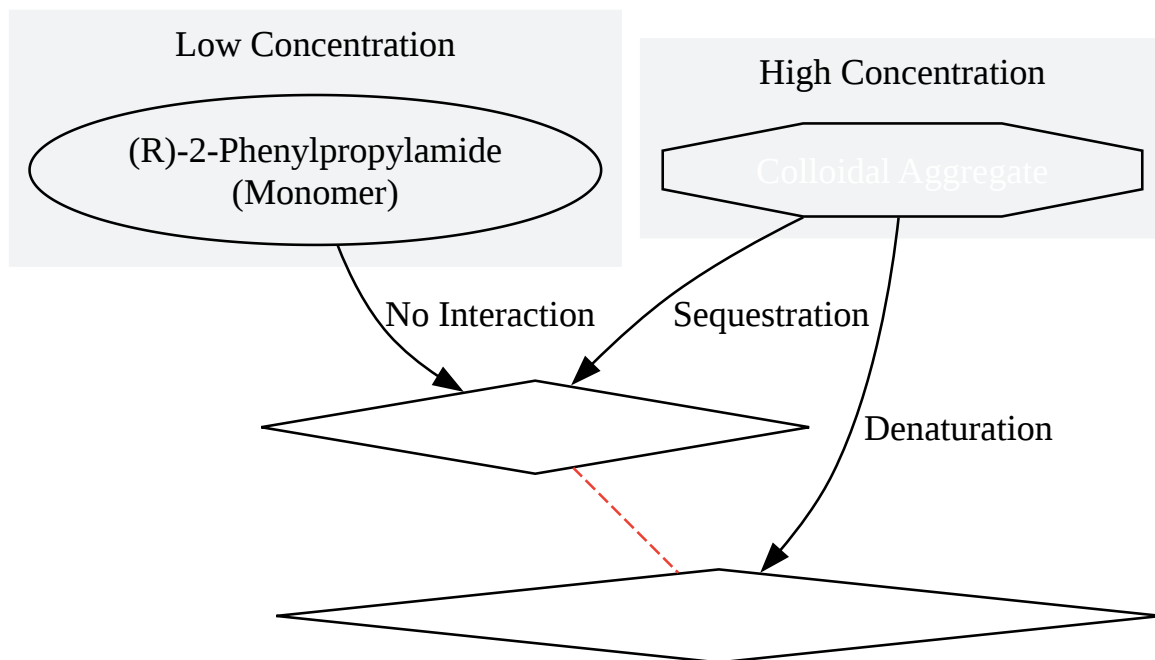 Low Concentration
High Concentration
(R)-2-Phenylpropylamide
(Monomer)
Colloidal Aggregate
No Interaction
Sequestration
Denaturation